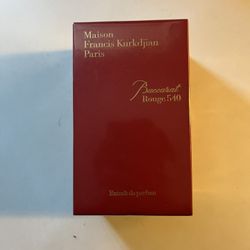 Maison
Francis Kurkdjian
Paris
Baccarat
Rouge 540
Extrait de parfum